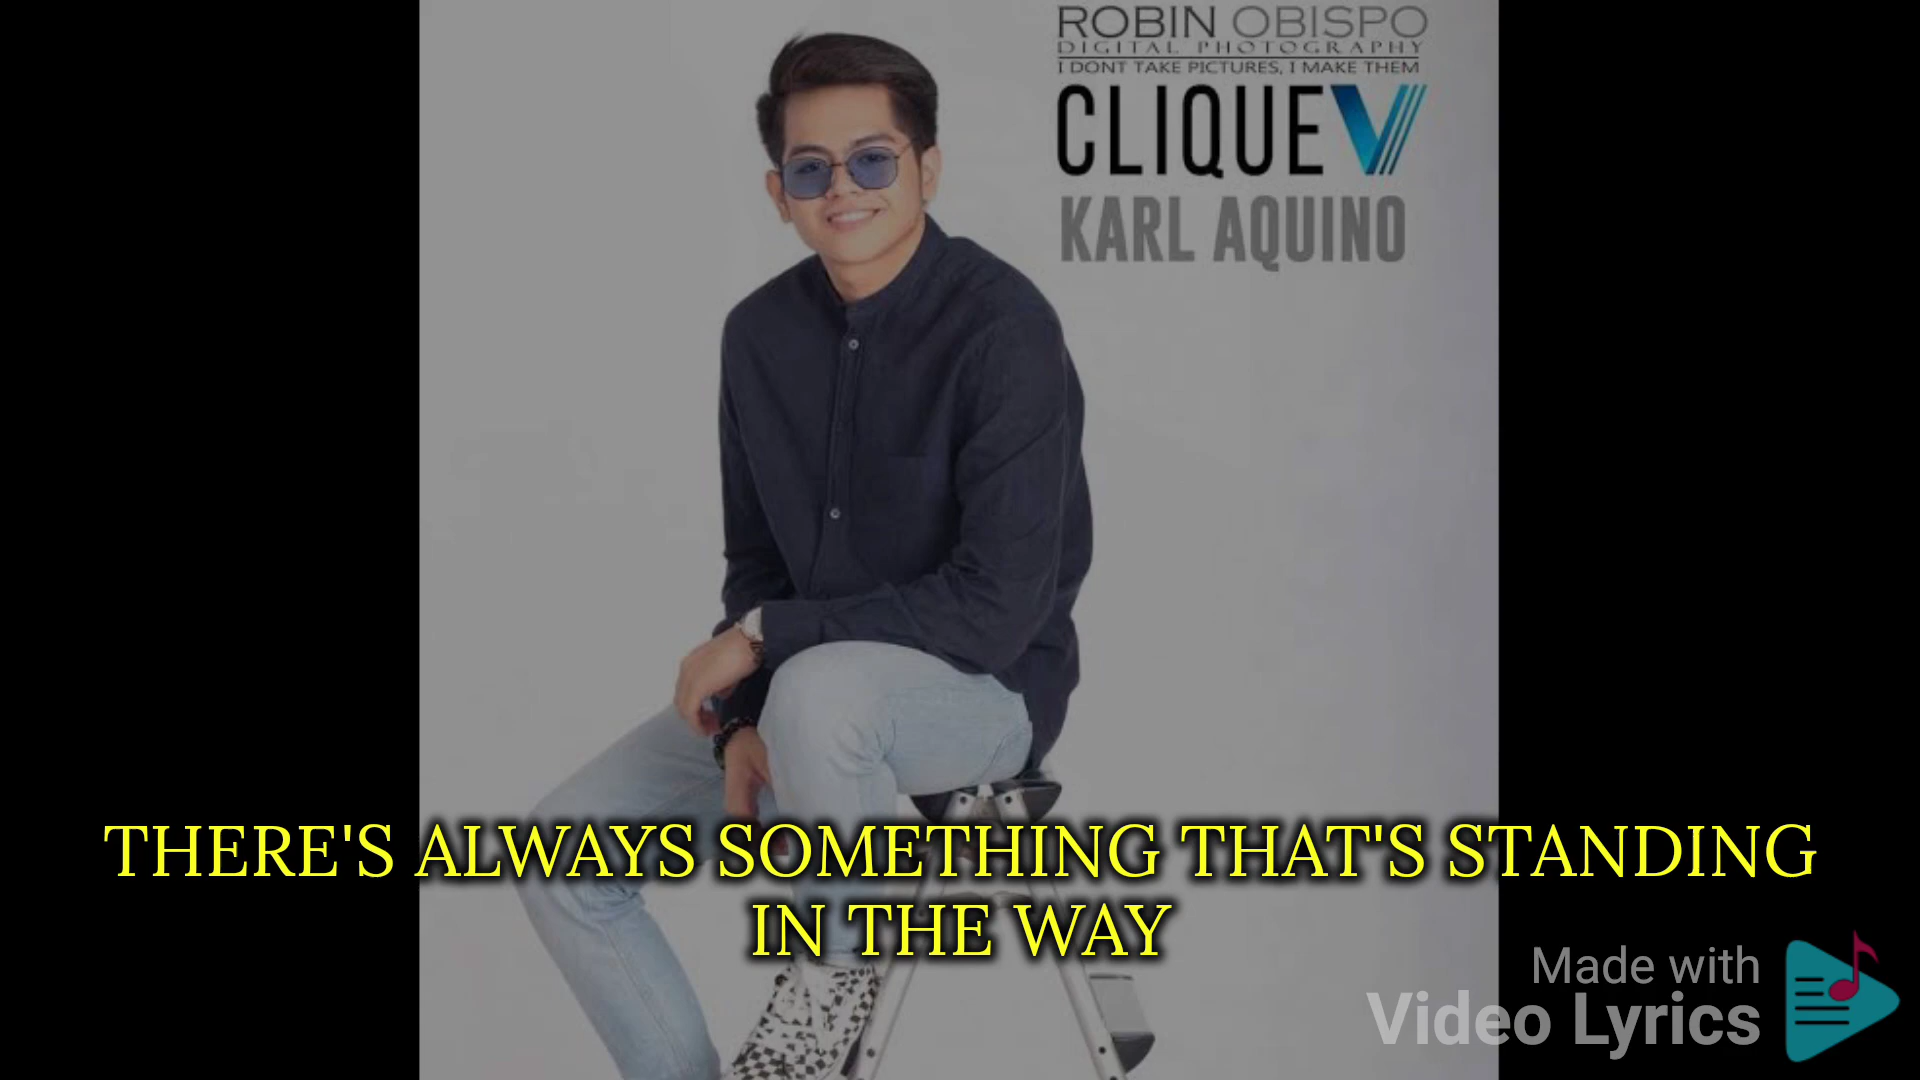 ROBIN OBISPO
DIGITAL PHOTOGRAPHY
I DONT TAKE PICTURES, I MAKE THEM
CLIQUEV
KARL AQUINO
THERE'S ALWAYS SOMETHING THAT'S STANDING
IN THE WAY
Made with
Video Lyrics